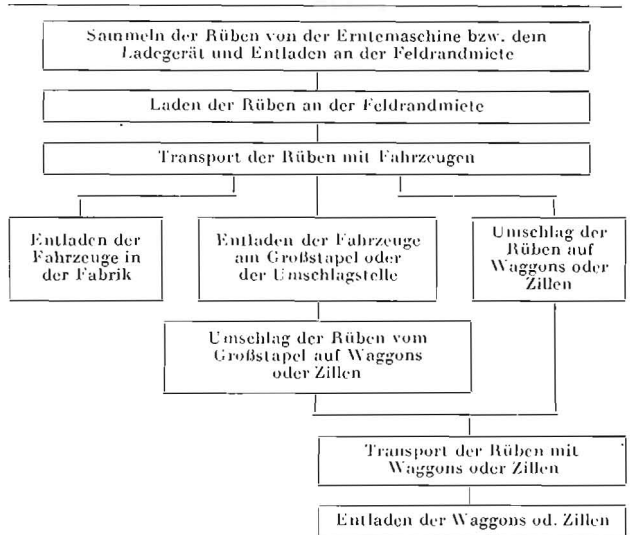 Sammeln der Rüben von der Erntemaschine bzw. dem
Ladegerät und Entladen an der Feldrandmiete
Laden der Rüben an der Feldrandmiete
Transport der Rüben mit Fahrzeugen
Entladen der
Fahrzeuge in
der Fabrik
Entladen der Fahrzeuge
am Großstapel oder
der Umschlagstelle
Umschlag der
Rüben auf
Waggons oder
Zillen
Umschlag der Rüben vom
Großstapel auf Waggons
oder Zillen
Transport der Rüben mit
Waggons oder Zillen
Entladen der Waggons od. Zillen